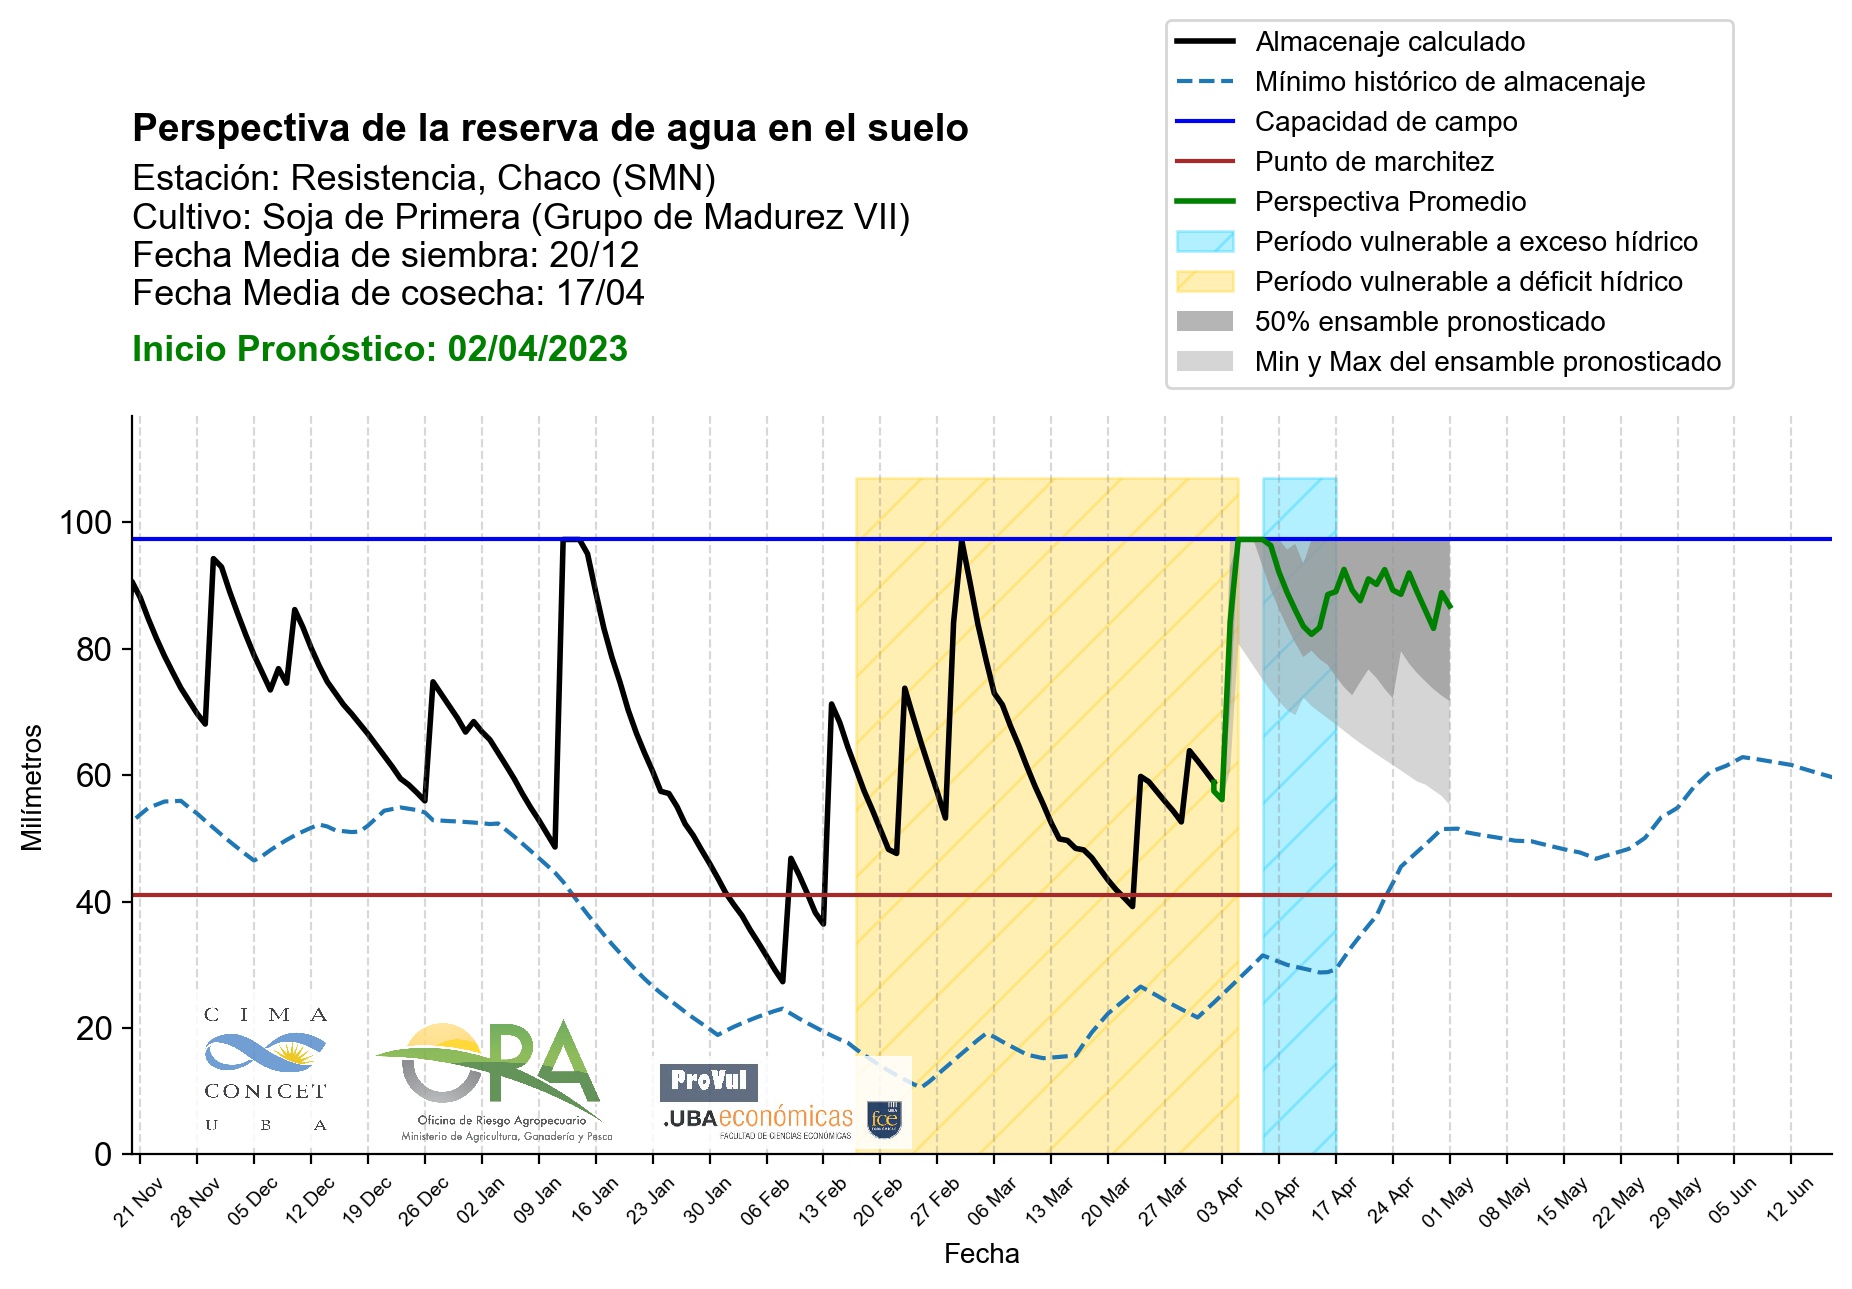 Almacenaje calculado
Mínimo histórico de almacenaje
Capacidad de campo
Punto de marchitez
Perspectiva Promedio
Período vulnerable a exceso hídrico
Período vulnerable a déficit hídrico
50% ensamble pronosticado
Min y Max del ensamble pronosticado
Perspectiva de la reserva de agua en el suelo
Estación: Resistencia, Chaco (SMN)
Cultivo: Soja de Primera (Grupo de Madurez VII)
Fecha Media de siembra: 20/12
Fecha Media de cosecha: 17/04
Inicio Pronóstico: 02/04/2023
Milímetros
100
80
60
40
20
0
CIMA
CONICET
UBA
ORA
Oficina de Riesgo Agropecuario
Ministerio de Agricultura, Ganadería y Pesca
ProVul
.UBAeconómicas
FACULTAD DE CIENCIAS ECONÓMICAS
fce
21 Nov
28 Nov
05 Dec
12 Dec
19 Dec
26 Dec
02 Jan
09 Jan
16 Jan
23 Jan
30 Jan
06 Feb
13 Feb
20 Feb
27 Feb
06 Mar
13 Mar
20 Mar
27 Mar
03 Apr
10 Apr
17 Apr
24 Apr
01 May
08 May
15 May
22 May
29 May
05 Jun
12 Jun
Fecha